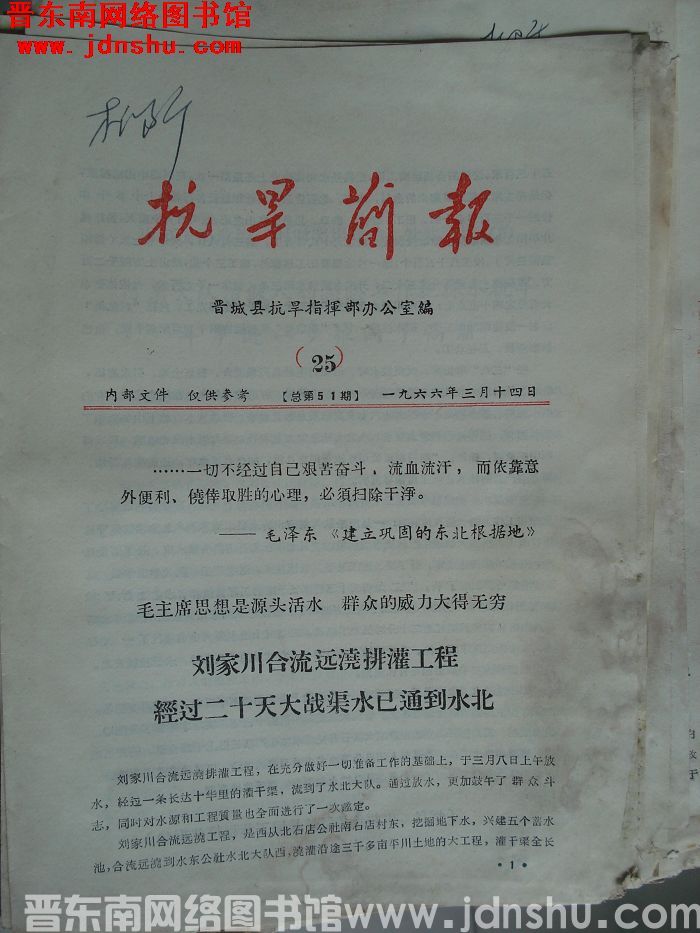 晋东南网络图书馆
www.jdnshu.com
抗旱簡報
晋城县抗旱指揮部办公室編
(25)
内部文件 仅供参考 【总第51期】 一九六六年三月十四日
……一切不经过自己艰苦奋斗、流血流汗,而依靠意
外便利、侥倖取胜的心理,必須扫除干淨。
—— 毛泽东《建立巩固的东北根据地》
毛主席思想是源头活水 群众的威力大得无穷
刘家川合流远澆排灌工程
經过二十天大战渠水已通到水北
刘家川合流远澆排灌工程,在充分做好一切准备工作的基础上,于三月八日上午放
水,经过一条长达十华里的灌干渠,流到了水北大队。通过放水,更加鼓午了群众斗
志,同时对水源和工程質量也全面进行了一次鑑定。
刘家川合流远澆工程,是西从北石店公社南石店村东,挖掘地下水,兴建五个蓄水
池,合流远澆到水东公社水北大队西,澆灌沿途三千多亩平川土地的大工程,灌干渠全长
·1·
晋东南网络图书馆 www.jdnshu.com